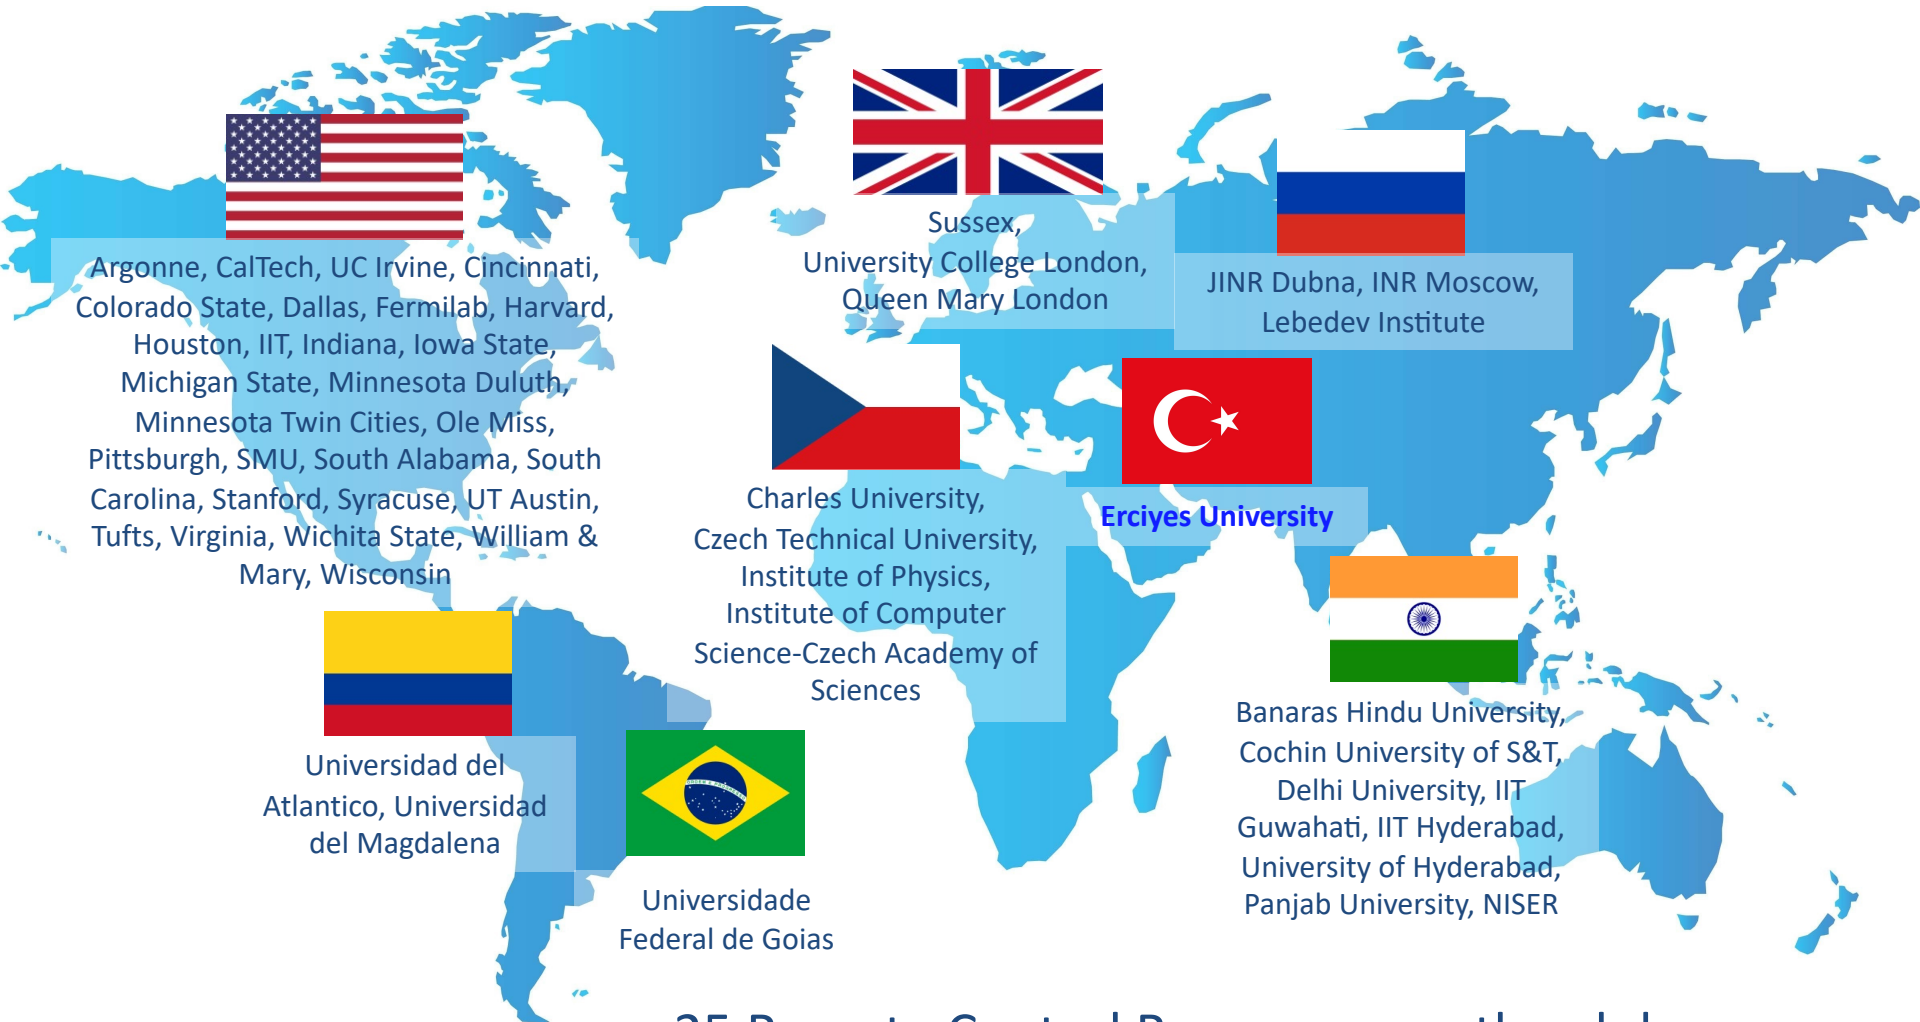 Argonne, CalTech, UC Irvine, Cincinnati,
Colorado State, Dallas, Fermilab, Harvard,
Houston, IIT, Indiana, Iowa State,
Michigan State, Minnesota Duluth,
Minnesota Twin Cities, Ole Miss,
Pittsburgh, SMU, South Alabama, South
Carolina, Stanford, Syracuse, UT Austin,
Tufts, Virginia, Wichita State, William &
Mary, Wisconsin
Sussex,
University College London,
Queen Mary London
JINR Dubna, INR Moscow,
Lebedev Institute
Charles University,
Czech Technical University,
Institute of Physics,
Institute of Computer
Science-Czech Academy of
Sciences
Erciyes University
Universidad del
Atlantico, Universidad
del Magdalena
Universidade
Federal de Goias
Banaras Hindu University,
Cochin University of S&T,
Delhi University, IIT
Guwahati, IIT Hyderabad,
University of Hyderabad,
Panjab University, NISER